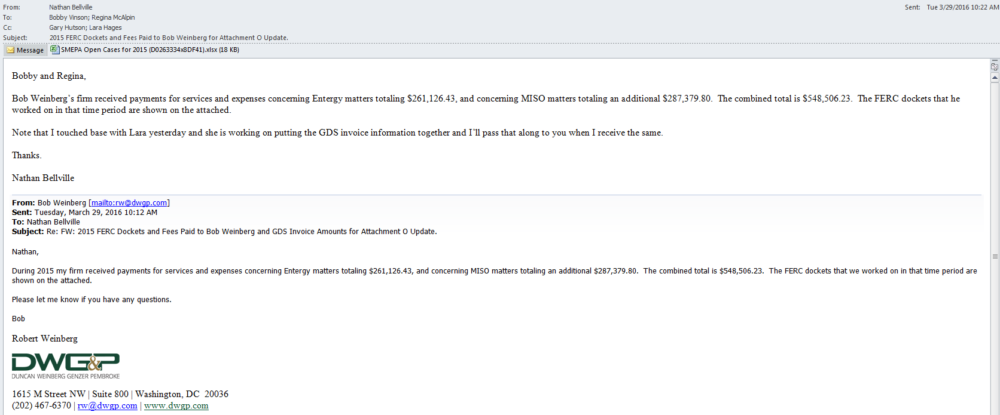 From: Nathan Bellville Sent: Tue 3/29/2016 10:22 AM
To: Bobby Vinson; Regina McAlpin
Cc: Gary Hutson; Lara Hages
Subject: 2015 FERC Dockets and Fees Paid to Bob Weinberg for Attachment O Update.
Message SMEPA Open Cases for 2015 (D0263334x8DF41).xlsx (18 KB)
Bobby and Regina,
Bob Weinberg’s firm received payments for services and expenses concerning Entergy matters totaling $261,126.43, and concerning MISO matters totaling an additional $287,379.80.  The combined total is $548,506.23.  The FERC dockets that he
worked on in that time period are shown on the attached.
Note that I touched base with Lara yesterday and she is working on putting the GDS invoice information together and I’ll pass that along to you when I receive the same.
Thanks.
Nathan Bellville
From: Bob Weinberg [mailto:rw@dwgp.com]
Sent: Tuesday, March 29, 2016 10:12 AM
To: Nathan Bellville
Subject: Re: FW: 2015 FERC Dockets and Fees Paid to Bob Weinberg and GDS Invoice Amounts for Attachment O Update.
Nathan,
During 2015 my firm received payments for services and expenses concerning Entergy matters totaling $261,126.43, and concerning MISO matters totaling an additional $287,379.80.  The combined total is $548,506.23.  The FERC dockets that we worked on in that time period are
shown on the attached.
Please let me know if you have any questions.
Bob
Robert Weinberg
DWG&P
DUNCAN WEINBERG GENZER PEMBROKE
1615 M Street NW | Suite 800 | Washington, DC  20036
(202) 467-6370 | rw@dwgp.com | www.dwgp.com